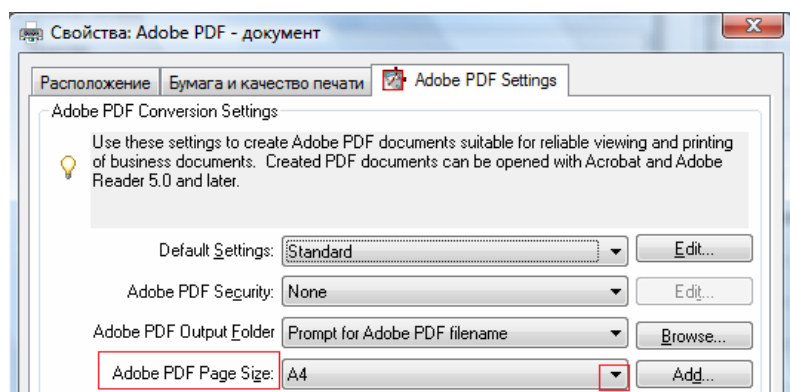 Свойства: Adobe PDF - документ
Расположение Бумага и качество печати Adobe PDF Settings
Adobe PDF Conversion Settings
Use these settings to create Adobe PDF documents suitable for reliable viewing and printing
of business documents. Created PDF documents can be opened with Acrobat and Adobe
Reader 5.0 and later.
Default Settings: Standard Edit...
Adobe PDF Security: None Edit...
Adobe PDF Output Folder Prompt for Adobe PDF filename Browse...
Adobe PDF Page Size: A4 Add...